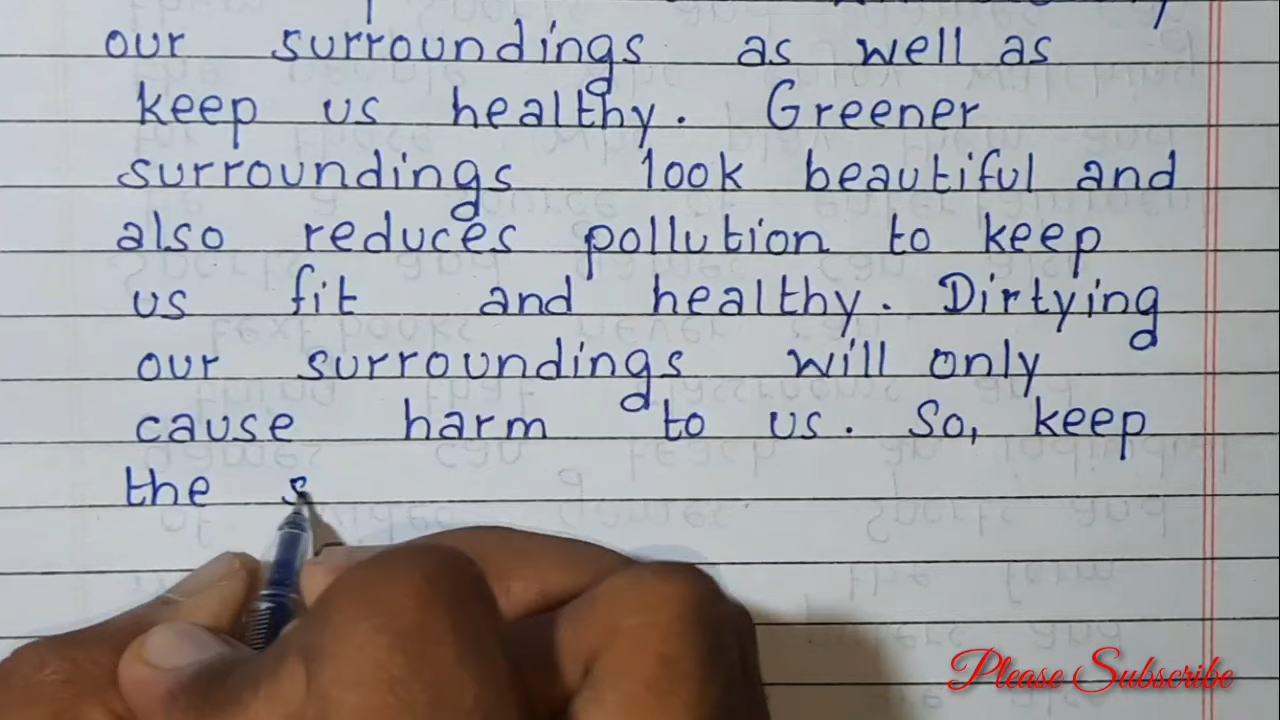 our surroundings as well as
keep us healthy. Greener
surroundings look beautiful and
also reduces pollution to keep
us fit and healthy. Dirtying
our surroundings will only
cause harm to us. So, keep
the s
Please Subscribe